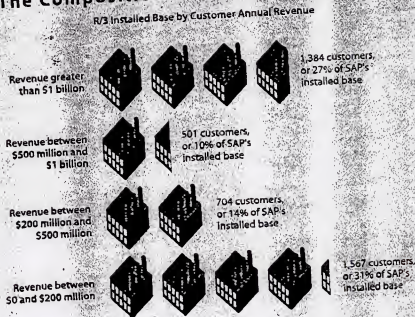 The Composit
R/3 Installed Base by Customer Annual Revenue
Revenue greater
than $1 billion
1,384 customers,
or 27% of SAP's
installed base
Revenue between
$500 million and
$1 billion
501 customers,
or 10% of SAP's
installed base
Revenue between
$200 million and
$500 million
704 customers,
or 14% of SAP's
installed base
Revenue between
$0 and $200 million
1,567 customers,
or 31% of SAP's
installed base